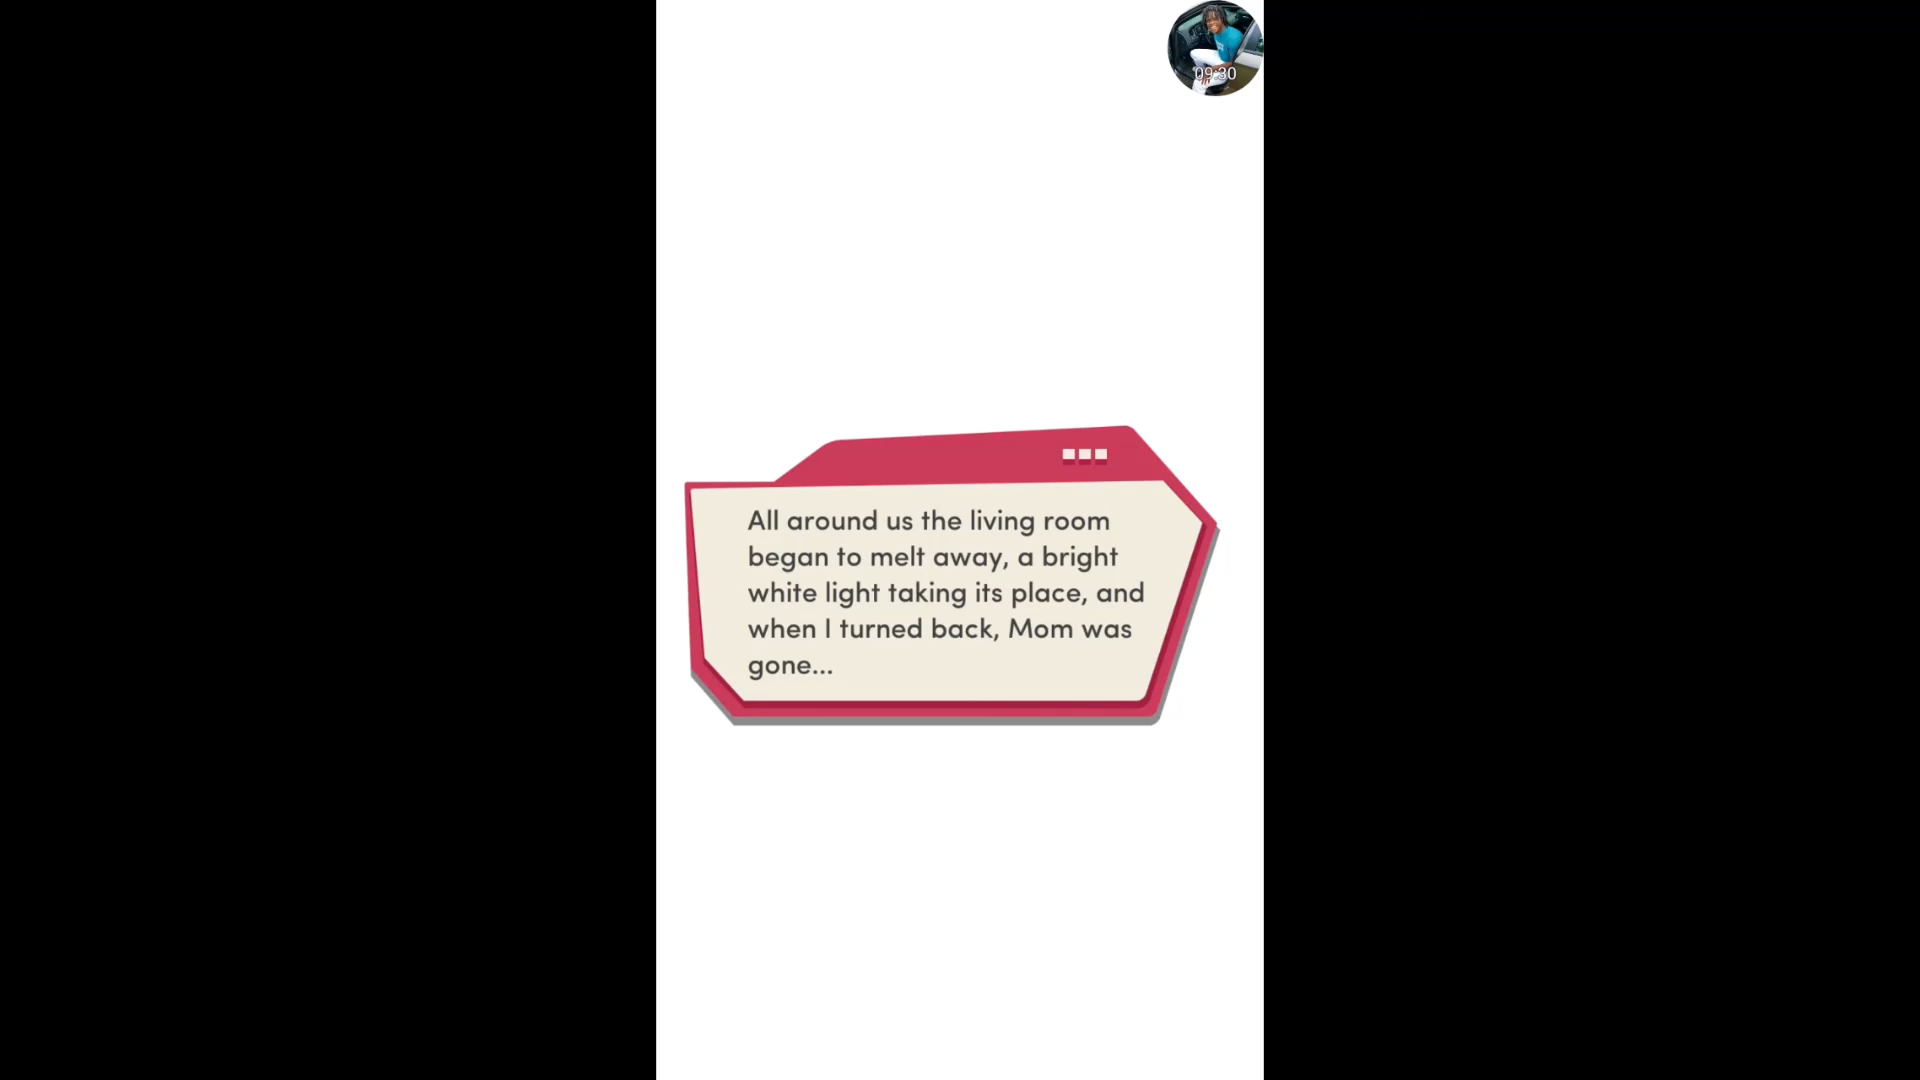 09:30
All around us the living room
began to melt away, a bright
white light taking its place, and
when I turned back, Mom was
gone...